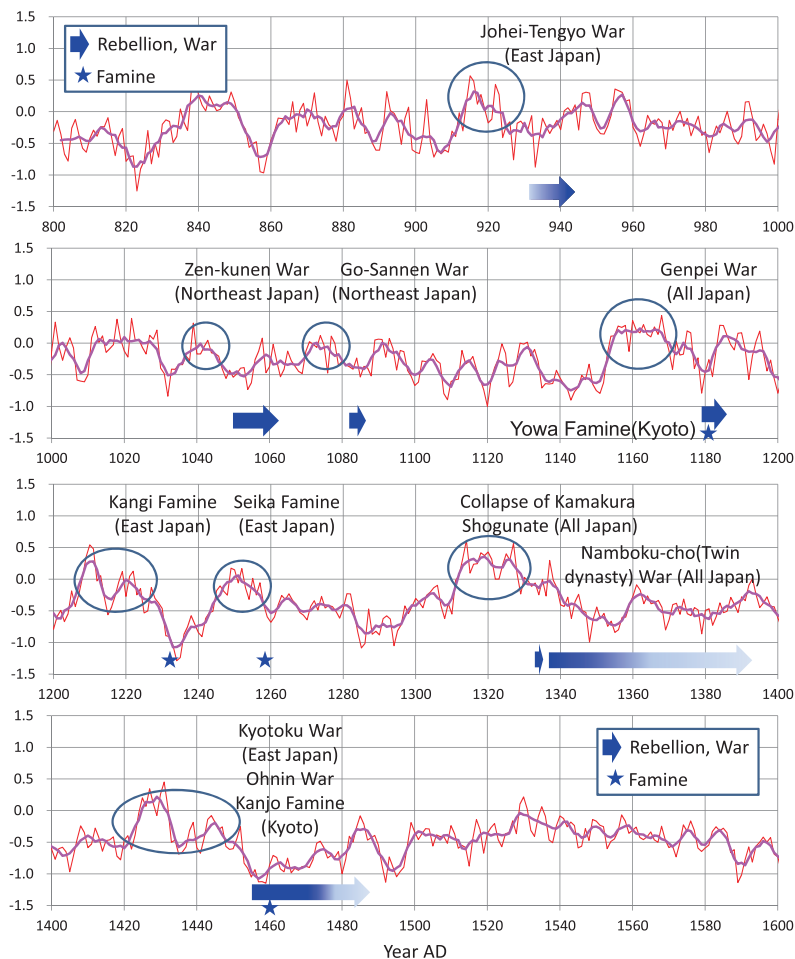 1.5
1.0
0.5
0.0
-0.5
-1.0
-1.5
Rebellion, War
Famine
Johei-Tengyo War
(East Japan)
800 820 840 860 880 900 920 940 960 980 1000
1.5
1.0
0.5
0.0
-0.5
-1.0
-1.5
Zen-kunen War
(Northeast Japan)
Go-Sannen War
(Northeast Japan)
Genpei War
(All Japan)
Yowa Famine(Kyoto)
1000 1020 1040 1060 1080 1100 1120 1140 1160 1180 1200
1.5
1.0
0.5
0.0
-0.5
-1.0
-1.5
Kangi Famine
(East Japan)
Seika Famine
(East Japan)
Collapse of Kamakura
Shogunate (All Japan)
Namboku-cho(Twin
dynasty) War (All Japan)
1200 1220 1240 1260 1280 1300 1320 1340 1360 1380 1400
1.5
1.0
0.5
0.0
-0.5
-1.0
-1.5
Kyotoku War
(East Japan)
Ohnin War
Kanjo Famine
(Kyoto)
Rebellion, War
Famine
1400 1420 1440 1460 1480 1500 1520 1540 1560 1580 1600
Year AD